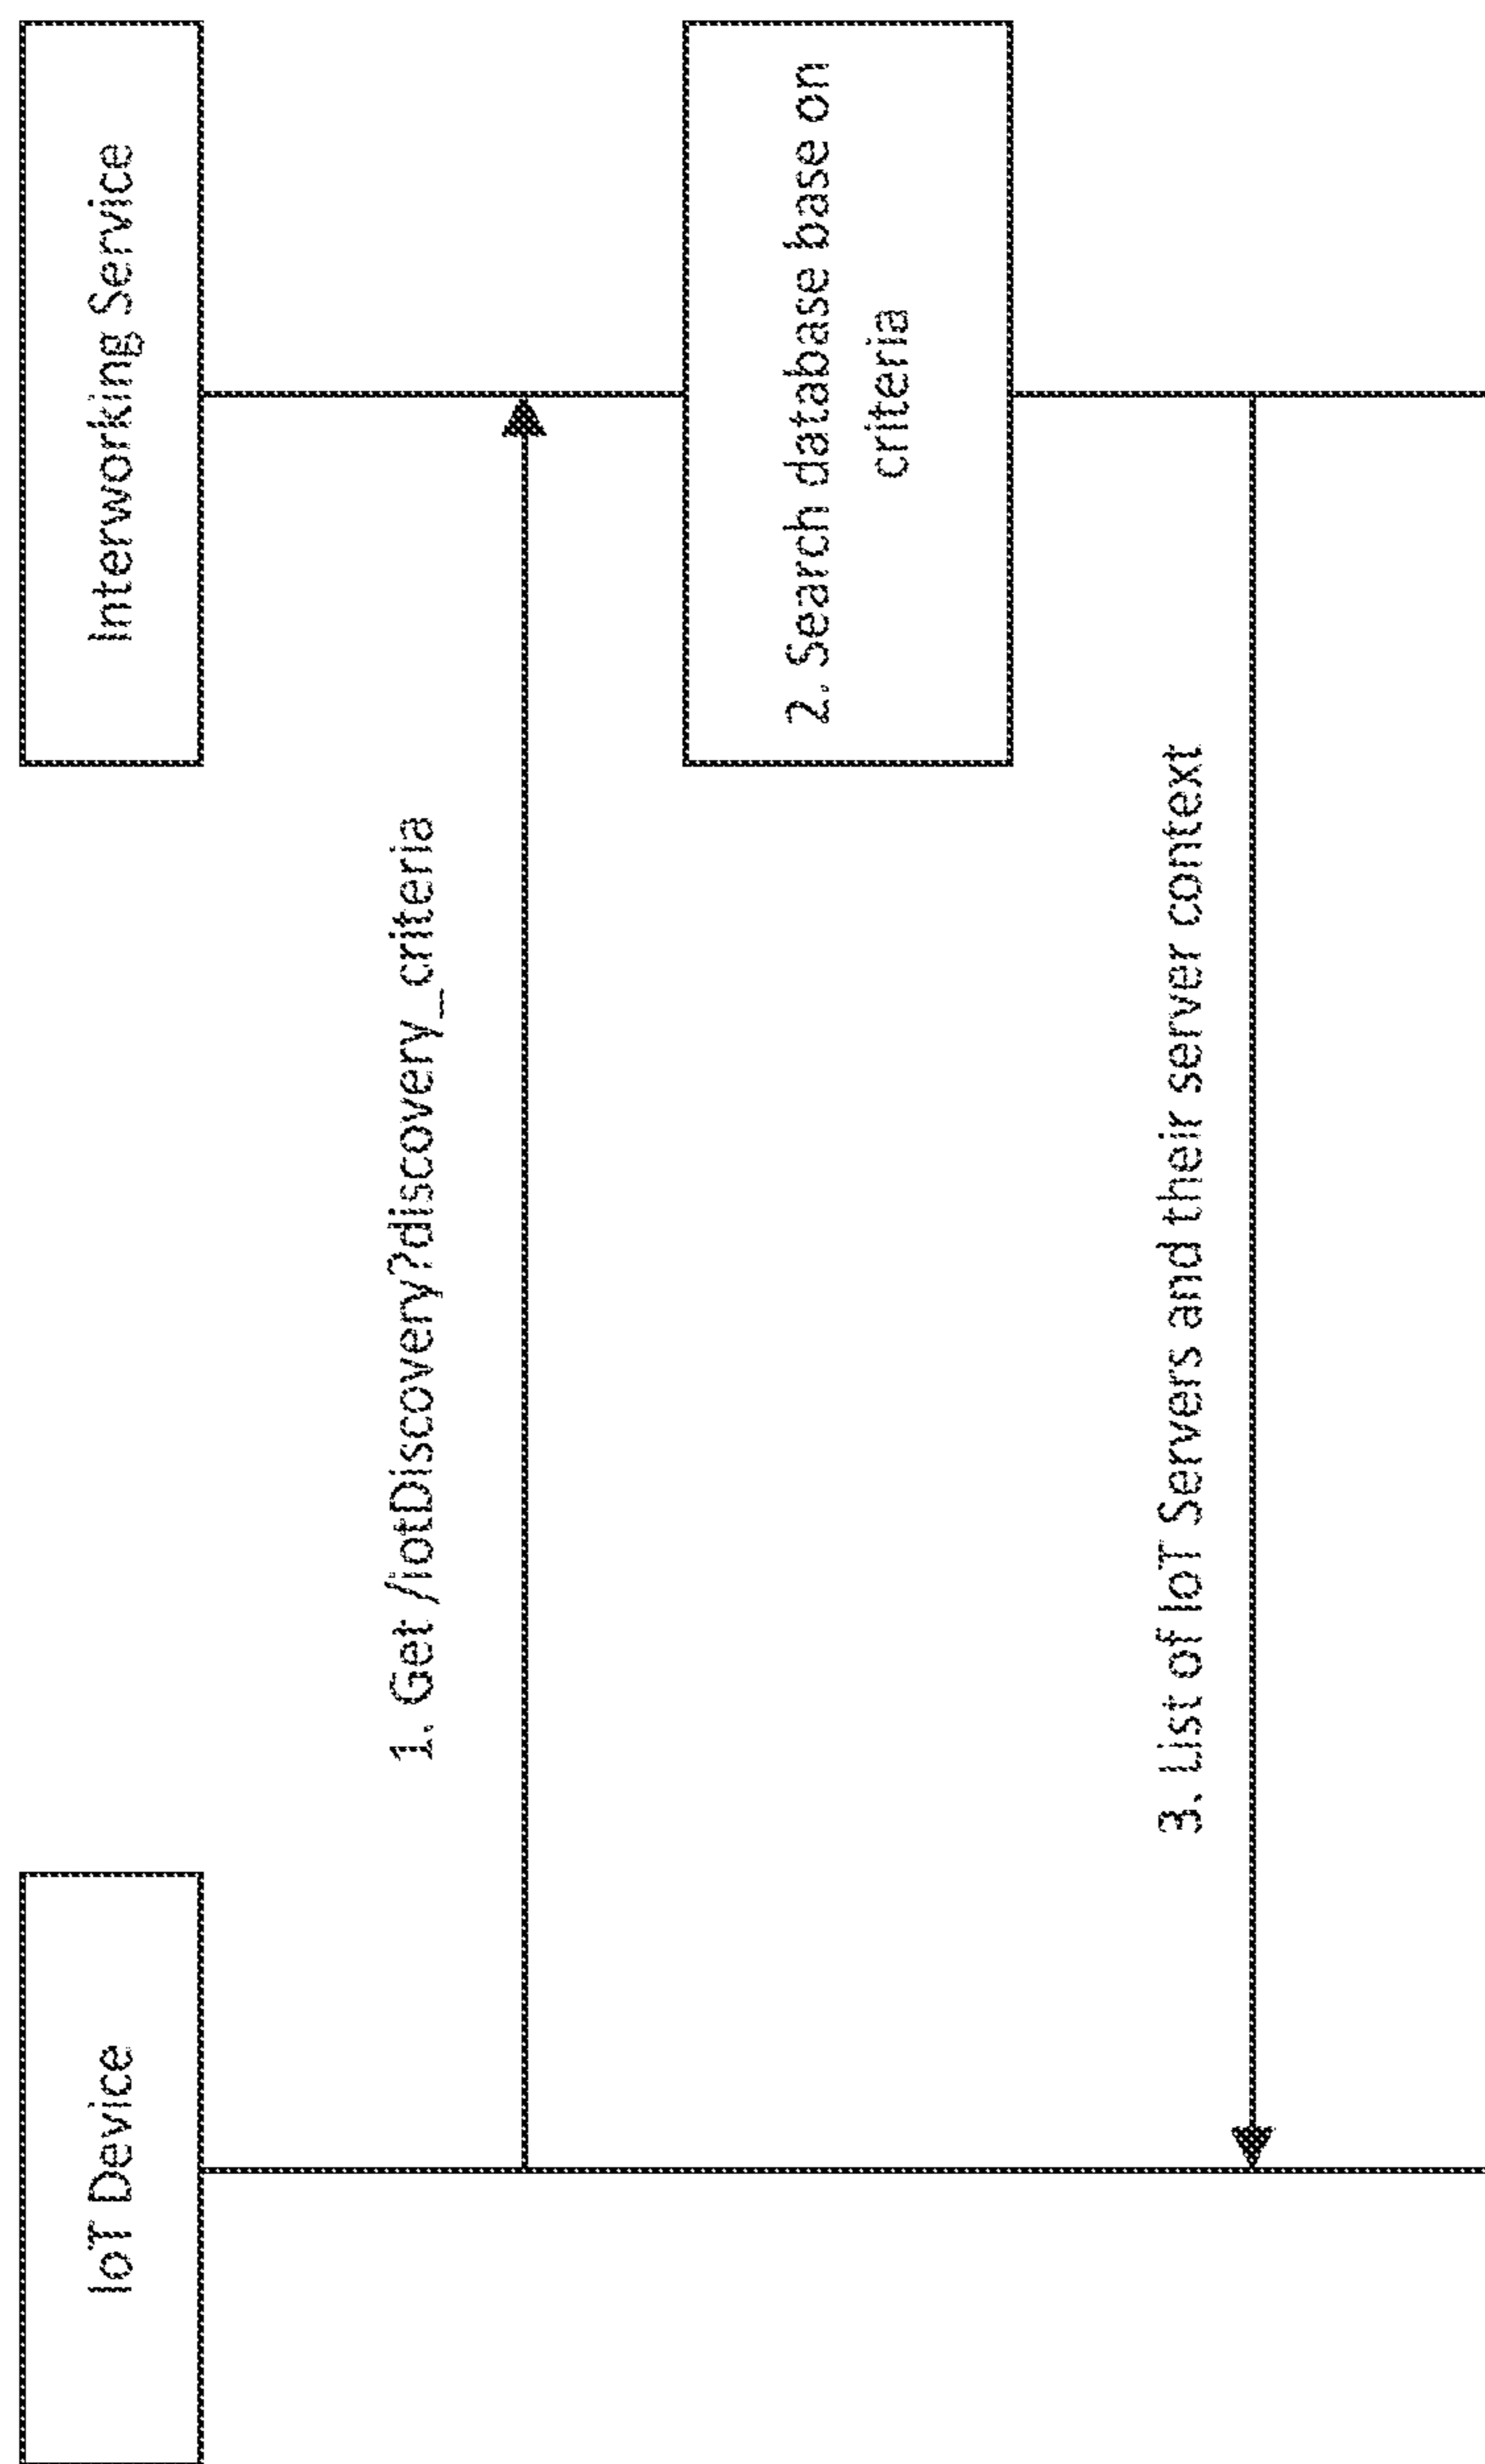 IoT Device
Interworking Service
1. Get /iotDiscovery?discovery_criteria
2. Search database base on
criteria
3. List of IoT Servers and their server context